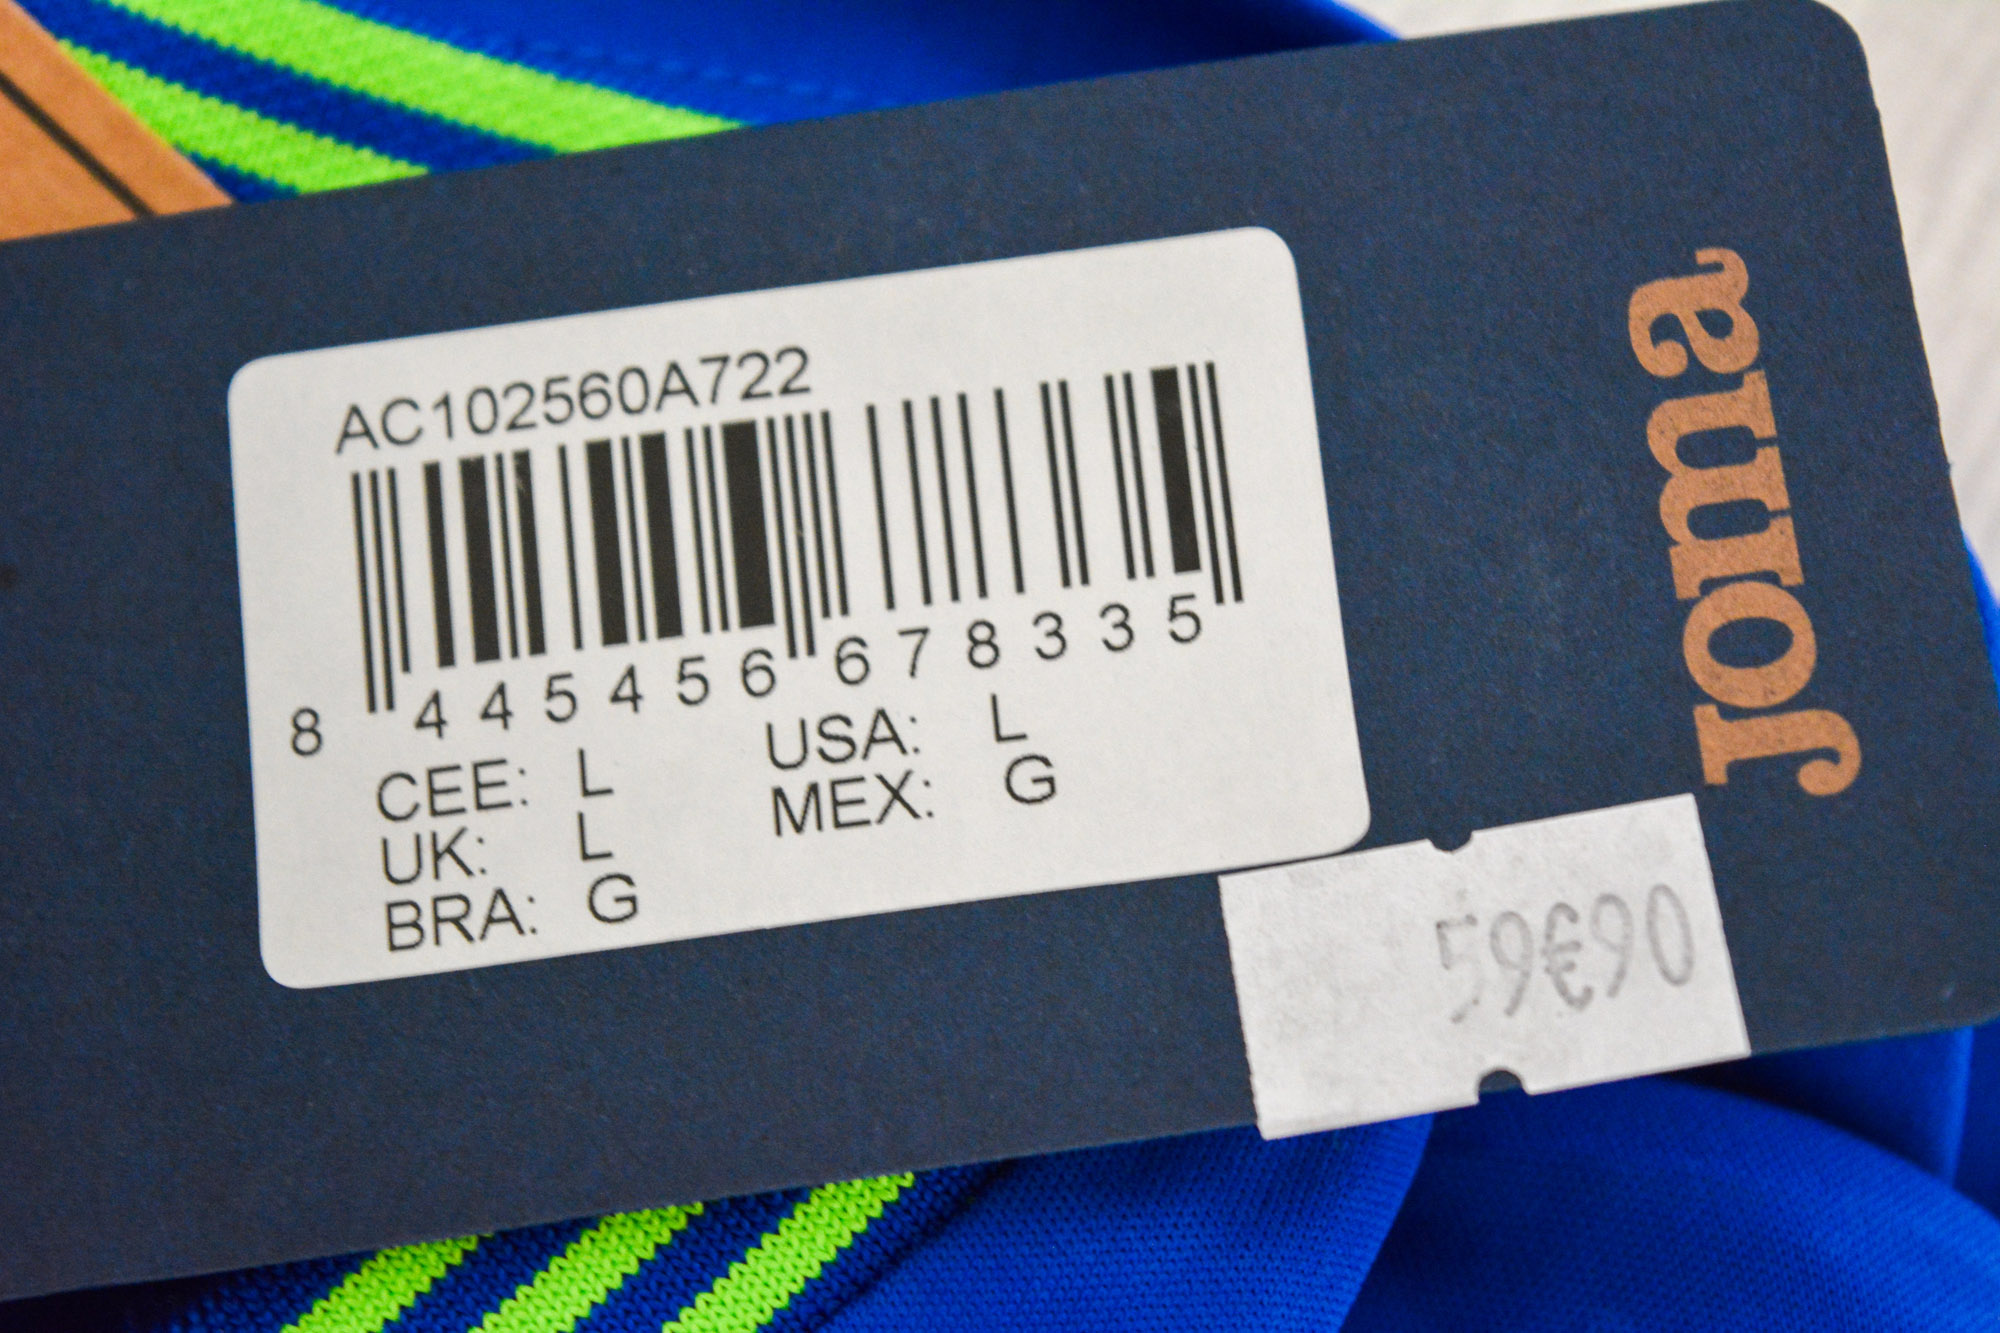 AC102560A722
8 445456 678335
CEE: L USA: L
UK: L MEX: G
BRA: G
Joma
59€90